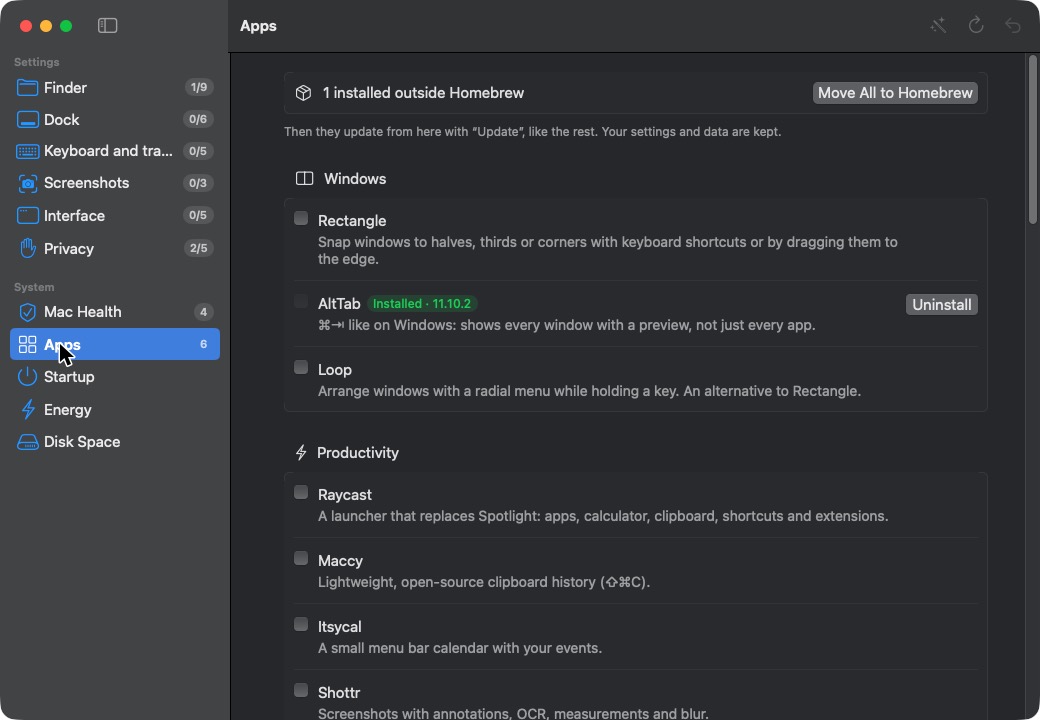 Apps
Settings
Finder 1/9
Dock 0/6
Keyboard and tra... 0/5
Screenshots 0/3
Interface 0/5
Privacy 2/5
System
Mac Health 4
Apps 6
Startup
Energy
Disk Space
1 installed outside Homebrew Move All to Homebrew
Then they update from here with “Update”, like the rest. Your settings and data are kept.
Windows
Rectangle
Snap windows to halves, thirds or corners with keyboard shortcuts or by dragging them to
the edge.
AltTab Installed · 11.10.2 Uninstall
⌘⇥ like on Windows: shows every window with a preview, not just every app.
Loop
Arrange windows with a radial menu while holding a key. An alternative to Rectangle.
Productivity
Raycast
A launcher that replaces Spotlight: apps, calculator, clipboard, shortcuts and extensions.
Maccy
Lightweight, open-source clipboard history (⇧⌘C).
Itsycal
A small menu bar calendar with your events.
Shottr
Screenshots with annotations, OCR, measurements and blur.